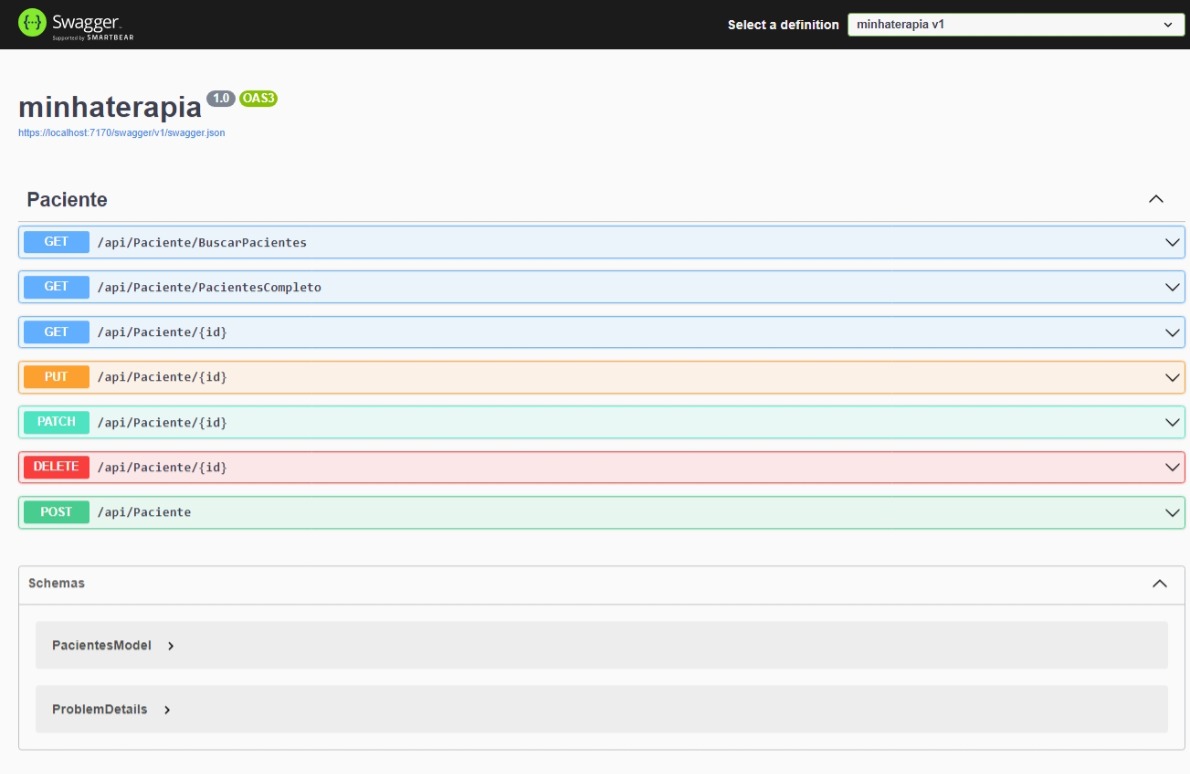 Swagger.
Supported by SMARTBEAR
Select a definition
minhaterapia v1
minhaterapia 1.0 OAS3
https://localhost:7170/swagger/v1/swagger.json
Paciente
GET /api/Paciente/BuscarPacientes
GET /api/Paciente/PacientesCompleto
GET /api/Paciente/{id}
PUT /api/Paciente/{id}
PATCH /api/Paciente/{id}
DELETE /api/Paciente/{id}
POST /api/Paciente
Schemas
PacientesModel
ProblemDetails